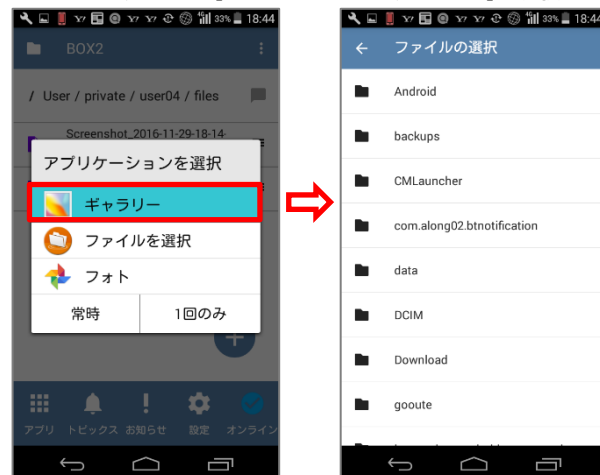 33% 18:44
BOX2
/ User / private / user04 / files
Screenshot_2016-11-29-18-14-
アプリケーションを選択
ギャラリー
ファイルを選択
フォト
常時 1回のみ
アプリ トピックス お知らせ 設定 オンライン
33% 18:44
ファイルの選択
Android
backups
CMLauncher
com.along02.btnotification
data
DCIM
Download
gooute